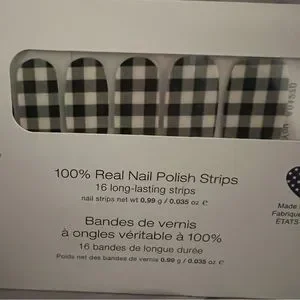 100% Real Nail Polish Strips
16 long-lasting strips
nail strips net wt 0.99 g / 0.035 oz ℮
Bandes de vernis
à ongles véritable à 100%
16 bandes de longue durée
Poids net des bandes de vernis 0.99 g / 0.035 oz ℮
Made
Fabriqué
ÉTATS